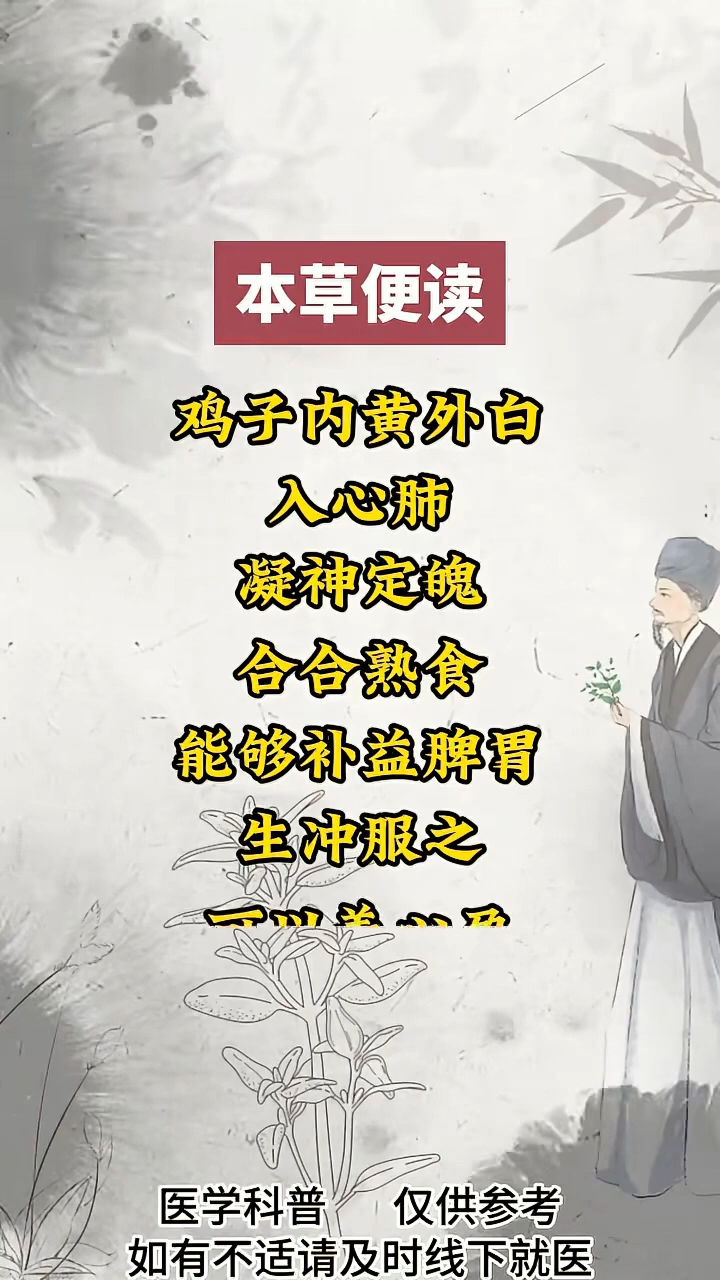 本草便读
鸡子内黄外白
入心肺
凝神定魄
合合熟食
能够补益脾胃
生冲服之
医学科普 仅供参考
如有不适请及时线下就医